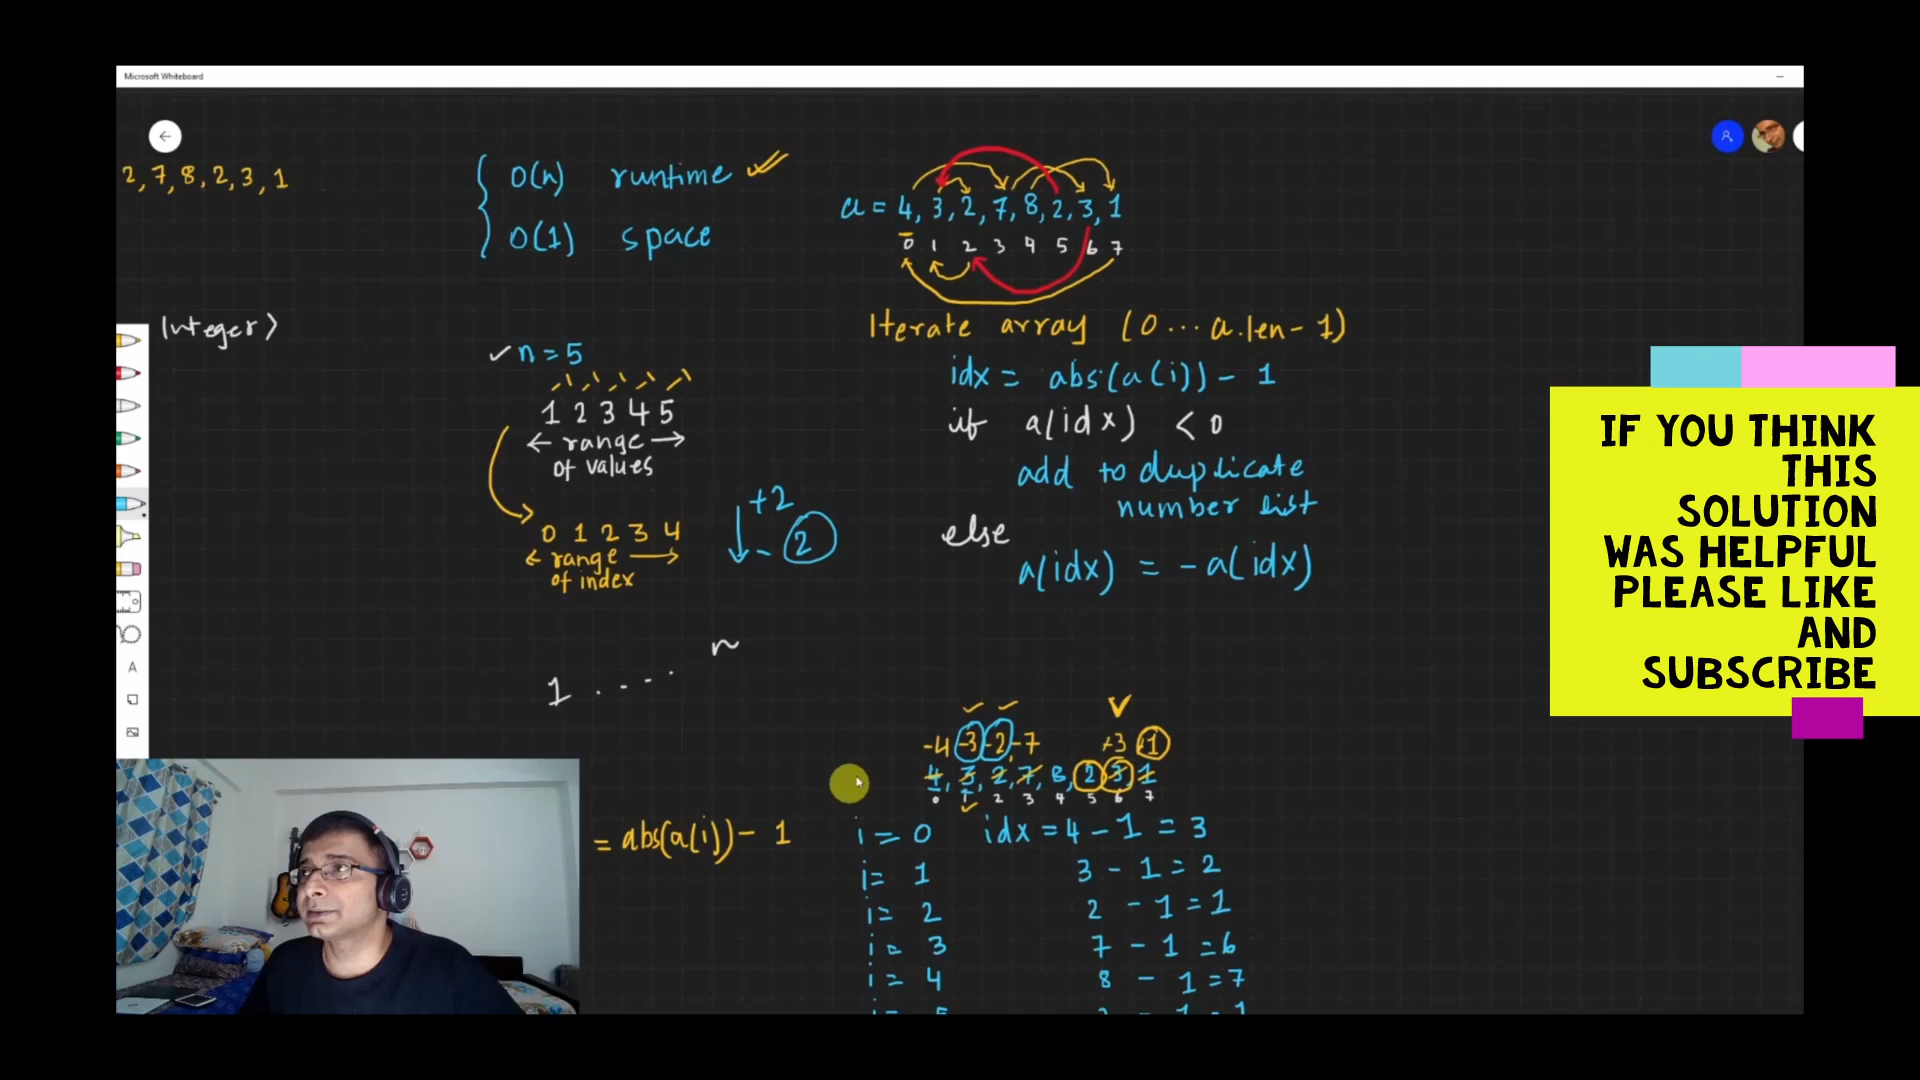 Microsoft Whiteboard
2, 7, 8, 2, 3, 1
O(n) runtime
O(1) space
a = 4, 3, 2, 7, 8, 2, 3, 1
0 1 2 3 4 5 6 7
Integer>
n = 5
1 2 3 4 5
← range →
of values
0 1 2 3 4
← range →
of index
+2
- 2
1 . . . . n
Iterate array (0 ... a.len - 1)
idx = abs(a(i)) - 1
if a(idx) < 0
add to duplicate
number list
else
a(idx) = -a(idx)
-4 -3 -2 -7 +3 +1
4, 3, 2, 7, 8, 2 3 1
0 1 2 3 4 5 6 7
= abs(a(i)) - 1
i = 0 idx = 4 - 1 = 3
i = 1 3 - 1 = 2
i = 2 2 - 1 = 1
i = 3 7 - 1 = 6
i = 4 8 - 1 = 7
IF YOU THINK
THIS
SOLUTION
WAS HELPFUL
PLEASE LIKE
AND
SUBSCRIBE